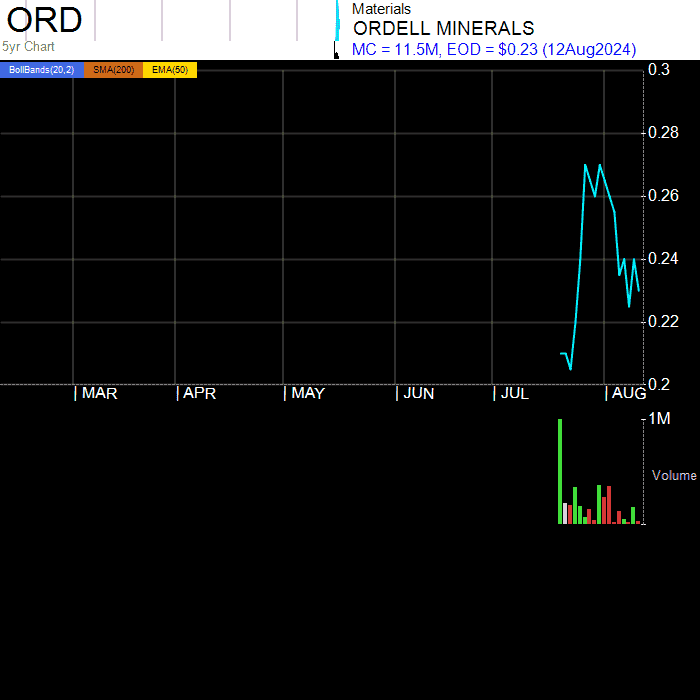 ORD
Materials
ORDELL MINERALS
5yr Chart
MC = 11.5M, EOD = $0.23 (12Aug2024)
BollBands(20,2) SMA(200) EMA(50)
0.3
0.28
0.26
0.24
0.22
0.2
| MAR | APR | MAY | JUN | JUL | AUG
1M
Volume